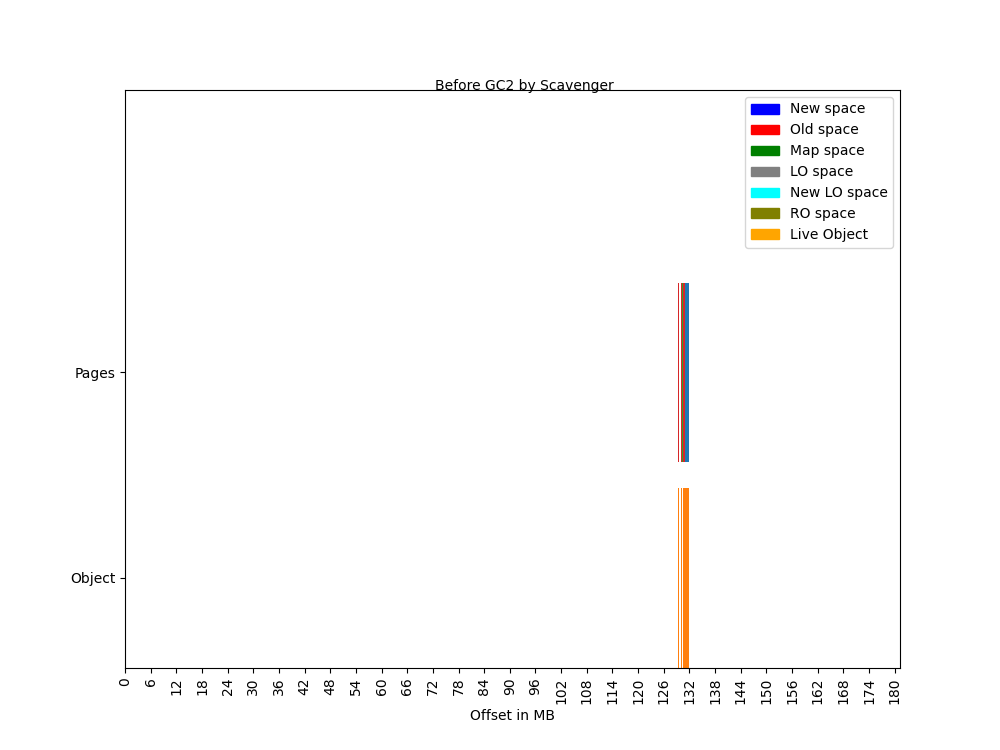 Before GC2 by Scavenger
New space
Old space
Map space
LO space
New LO space
RO space
Live Object
Pages
Object
0 6 12 18 24 30 36 42 48 54 60 66 72 78 84 90 96 102 108 114 120 126 132 138 144 150 156 162 168 174 180
Offset in MB